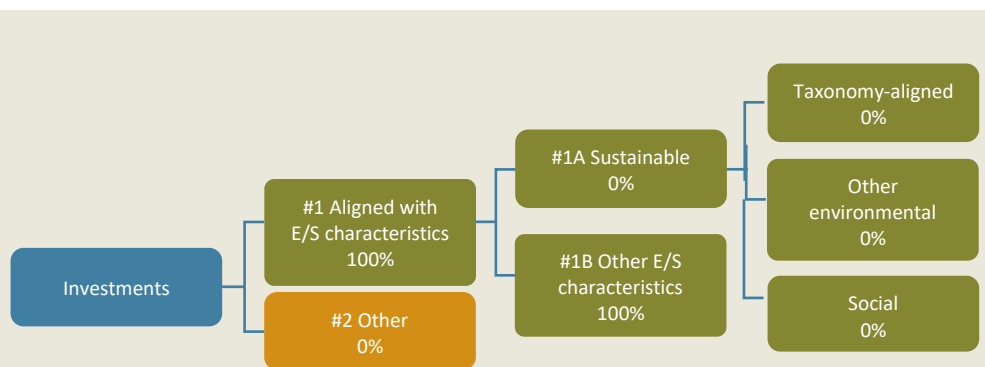 Investments
#1 Aligned with
E/S characteristics
100%
#2 Other
0%
#1A Sustainable
0%
#1B Other E/S
characteristics
100%
Taxonomy-aligned
0%
Other
environmental
0%
Social
0%